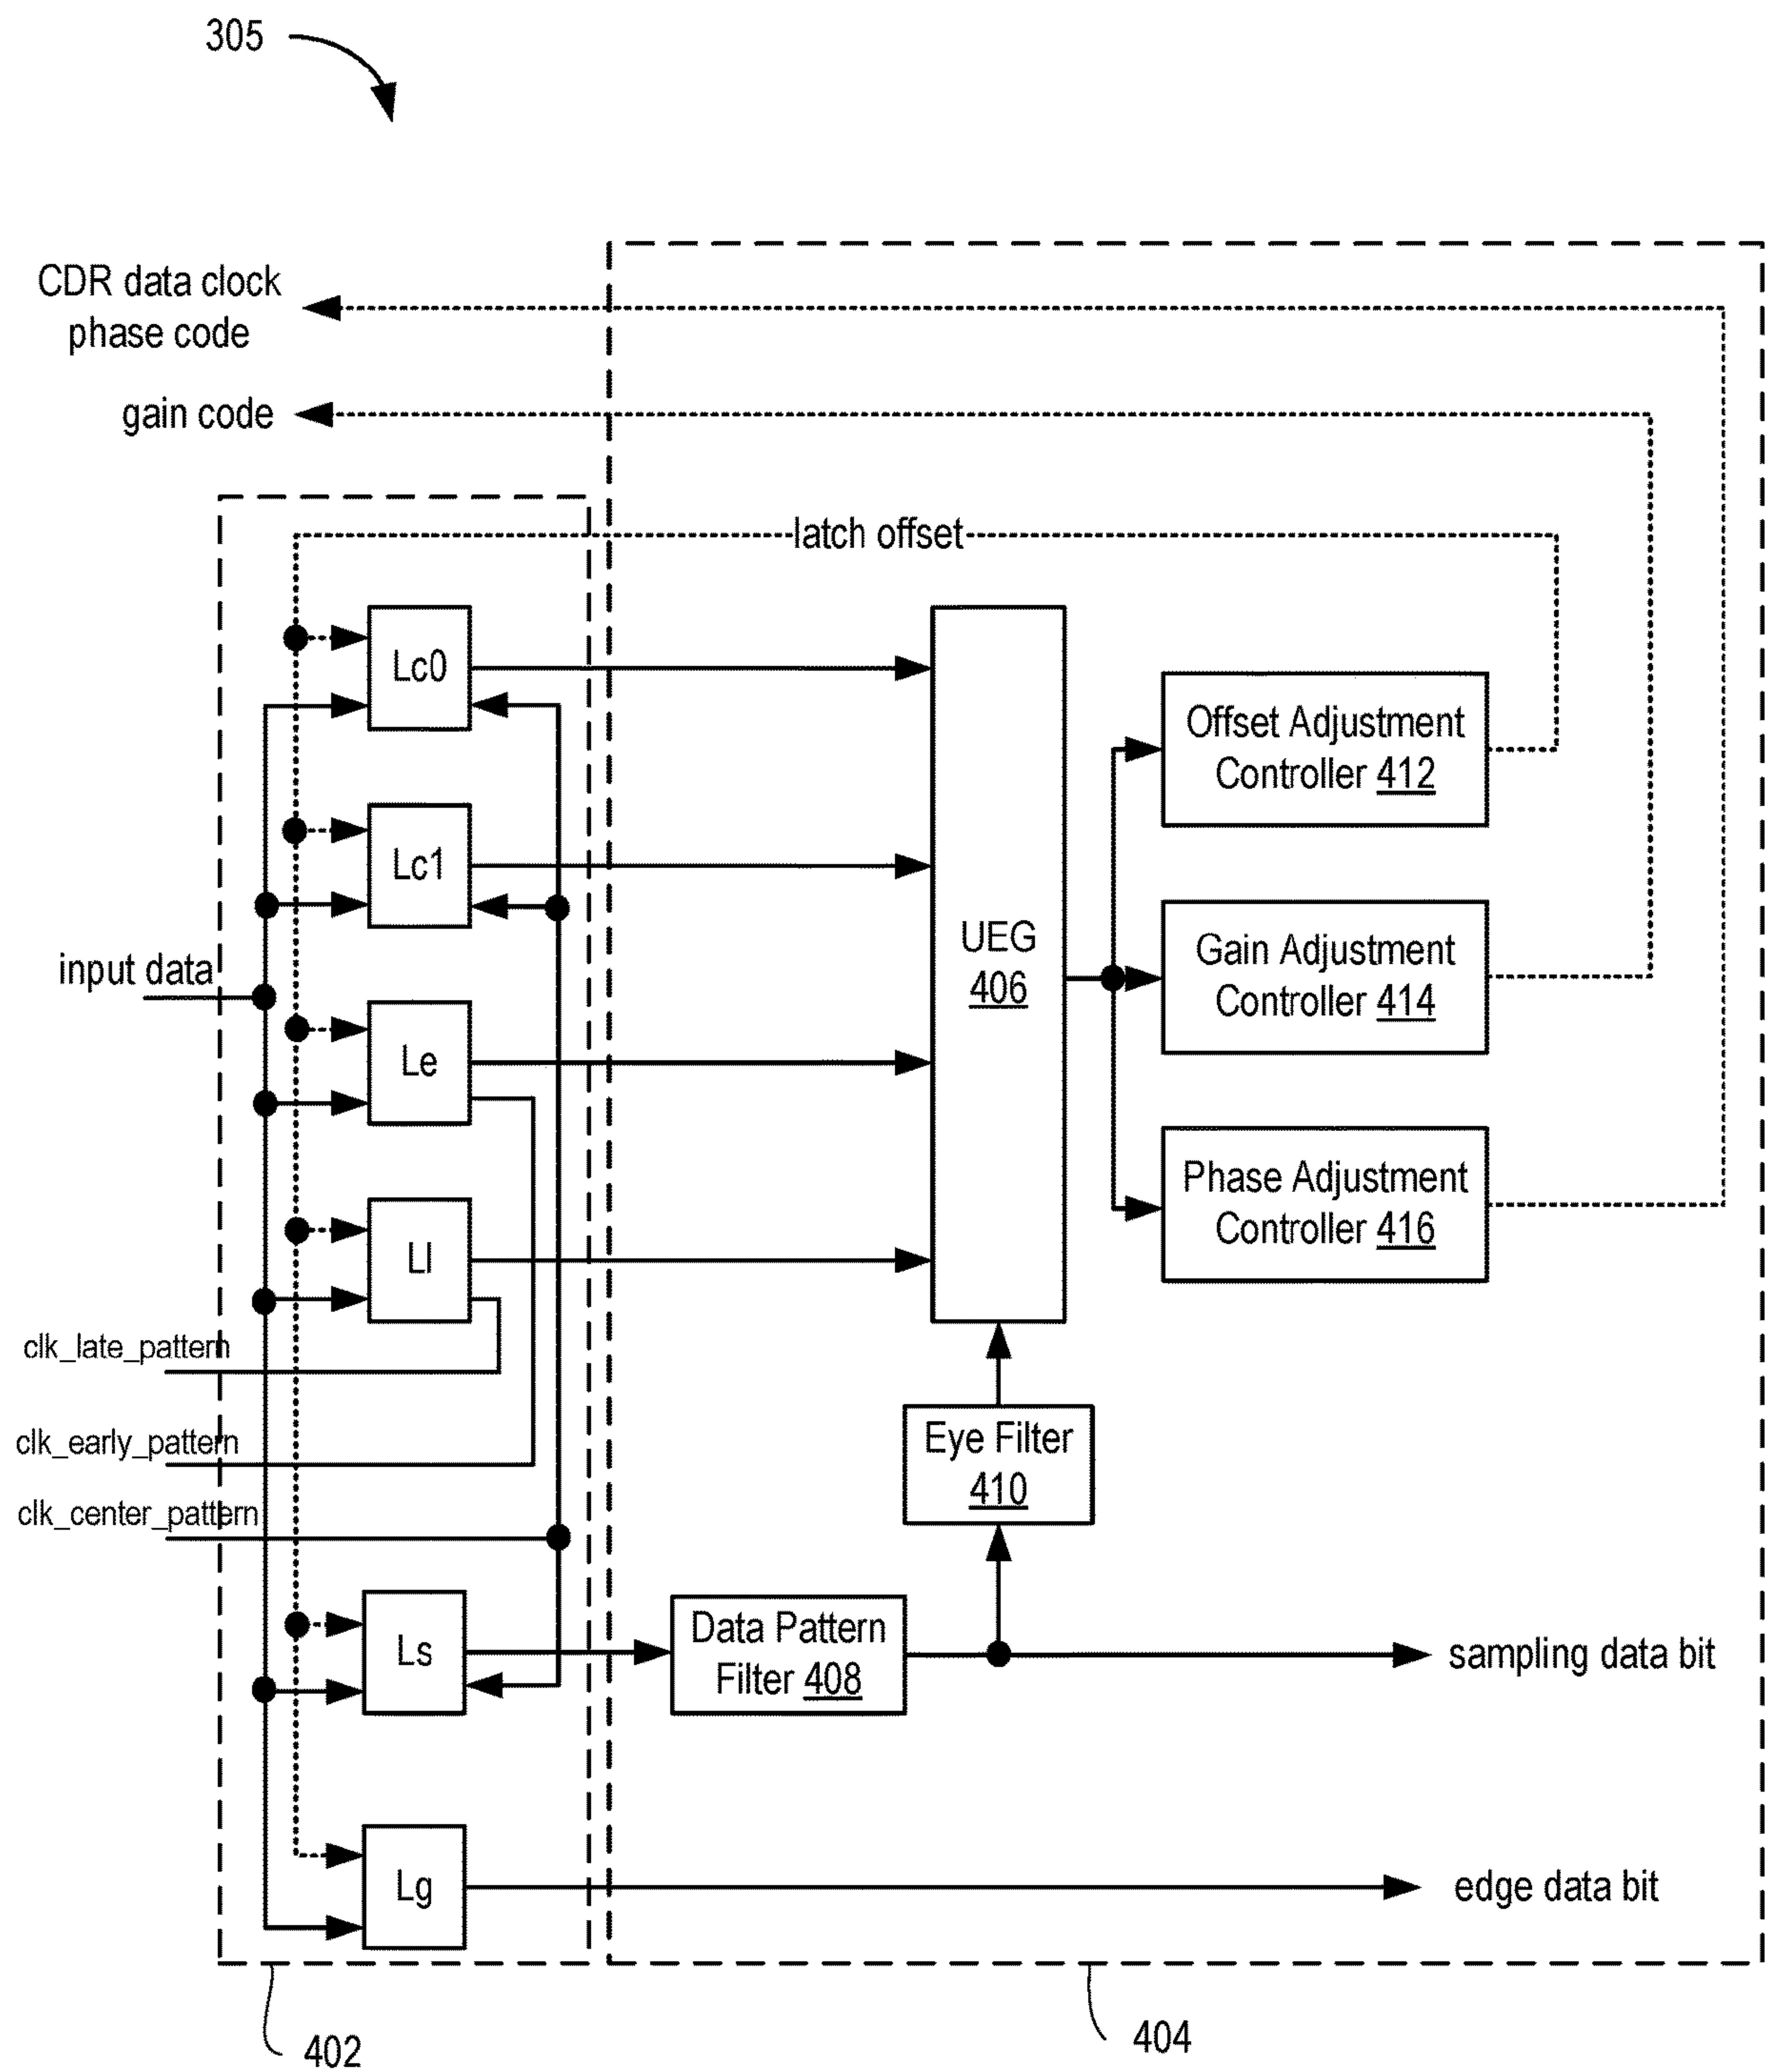 305
CDR data clock
phase code
gain code
latch offset
Lc0
Offset Adjustment
Controller 412
Lc1
UEG
406
Gain Adjustment
Controller 414
input data
Le
Phase Adjustment
Controller 416
Ll
clk_late_pattern
clk_early_pattern
Eye Filter
410
clk_center_pattern
Ls
Data Pattern
Filter 408
sampling data bit
Lg
edge data bit
402
404